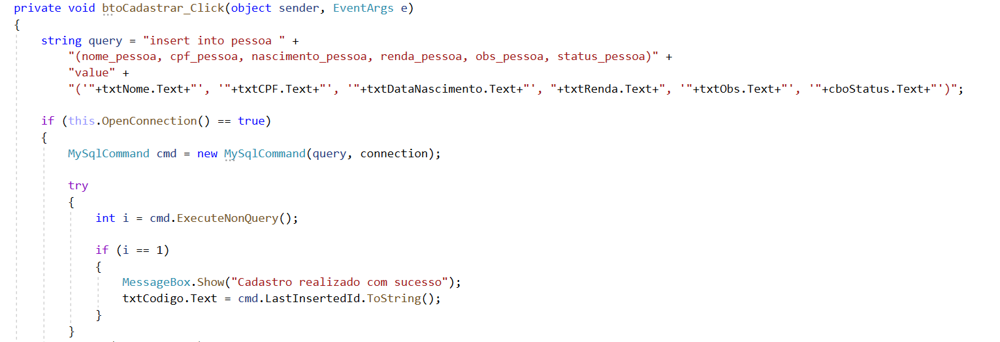 private void btoCadastrar_Click(object sender, EventArgs e)
{
string query = "insert into pessoa " +
"(nome_pessoa, cpf_pessoa, nascimento_pessoa, renda_pessoa, obs_pessoa, status_pessoa)" +
"value" +
"('"+txtNome.Text+"', '"+txtCPF.Text+"', '"+txtDataNascimento.Text+"', "+txtRenda.Text+", '"+txtObs.Text+"', '"+cboStatus.Text+"')";
if (this.OpenConnection() == true)
{
MySqlCommand cmd = new MySqlCommand(query, connection);
try
{
int i = cmd.ExecuteNonQuery();
if (i == 1)
{
MessageBox.Show("Cadastro realizado com sucesso");
txtCodigo.Text = cmd.LastInsertedId.ToString();
}
}